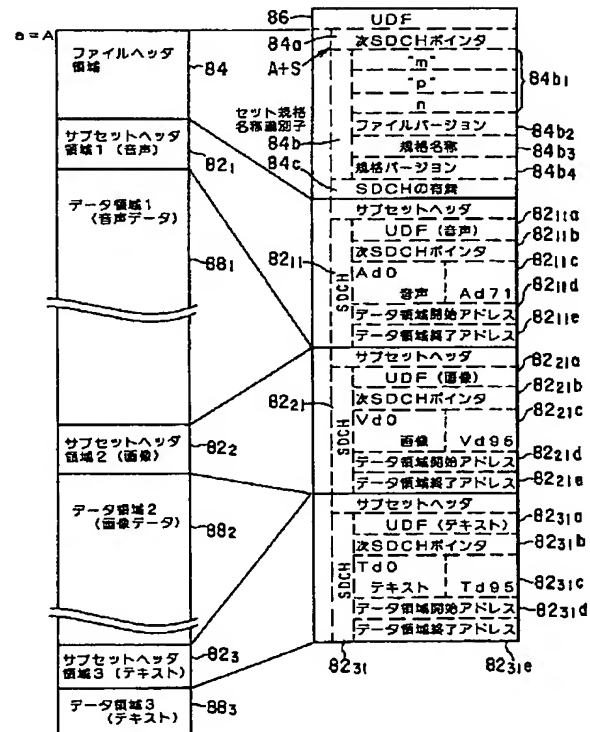 a=A
ファイルヘッダ
領域
84
サブセットヘッダ
領域1(音声)
82₁
データ領域1
(音声データ)
88₁
サブセットヘッダ
領域2(画像)
82₂
データ領域2
(画像データ)
88₂
サブセットヘッダ
領域3(テキスト)
82₃
データ領域3
(テキスト)
88₃
86
UDF
84a
次SDCHポインタ
A+S
"m"
"p"
n
84b₁
セット規格
名称識別子
84b
ファイルバージョン
84b₂
規格名称
84b₃
規格バージョン
84b₄
84c
SDCHの有無
サブセットヘッダ
82₁₁
SDCH
UDF(音声)
82₁₁a
次SDCHポインタ
82₁₁b
Ad0
音声
Ad71
82₁₁c
データ領域開始アドレス
82₁₁d
データ領域終了アドレス
82₁₁e
サブセットヘッダ
82₂₁
SDCH
UDF(画像)
82₂₁a
次SDCHポインタ
82₂₁b
Vd0
画像
Vd96
82₂₁c
データ領域開始アドレス
82₂₁d
データ領域終了アドレス
82₂₁e
サブセットヘッダ
SDCH
UDF(テキスト)
82₃₁a
次SDCHポインタ
82₃₁b
Td0
テキスト
Td95
82₃₁c
データ領域開始アドレス
82₃₁d
データ領域終了アドレス
82₃₁
82₃₁e